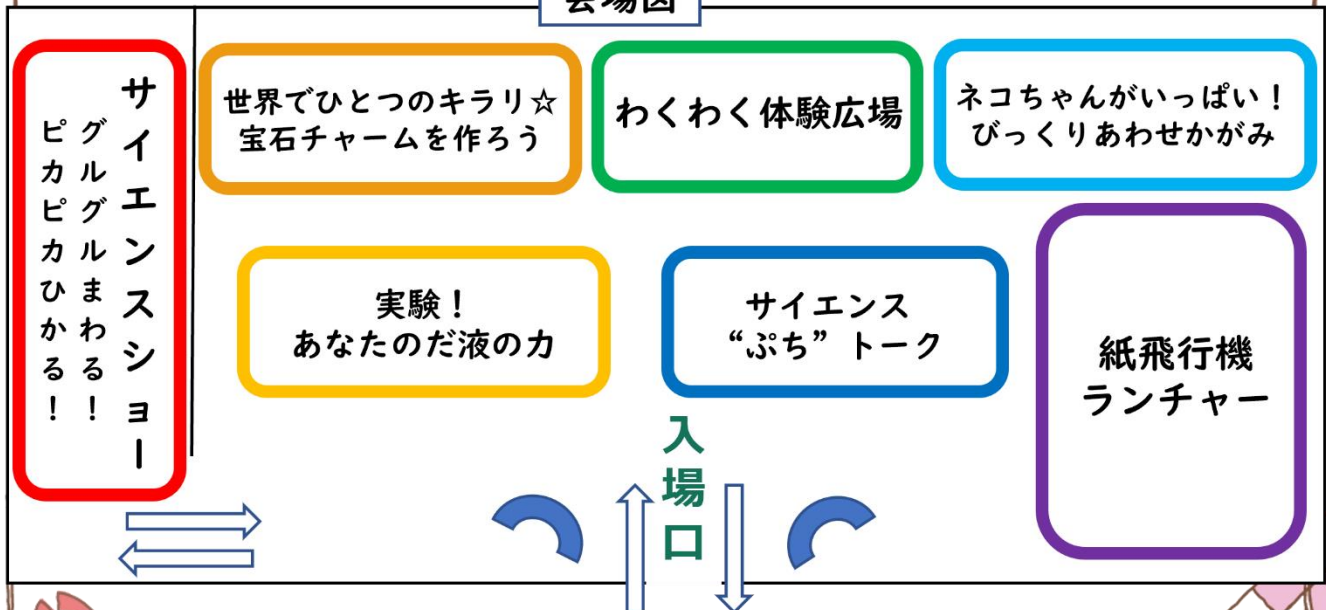 会場図
サイエンスショー
グルグルまわる！
ピカピカひかる！
世界でひとつのキラリ☆
宝石チャームを作ろう
わくわく体験広場
ネコちゃんがいっぱい！
びっくりあわせかがみ
実験！
あなたのだ液の力
サイエンス
“ぷち”トーク
紙飛行機
ランチャー
入場口